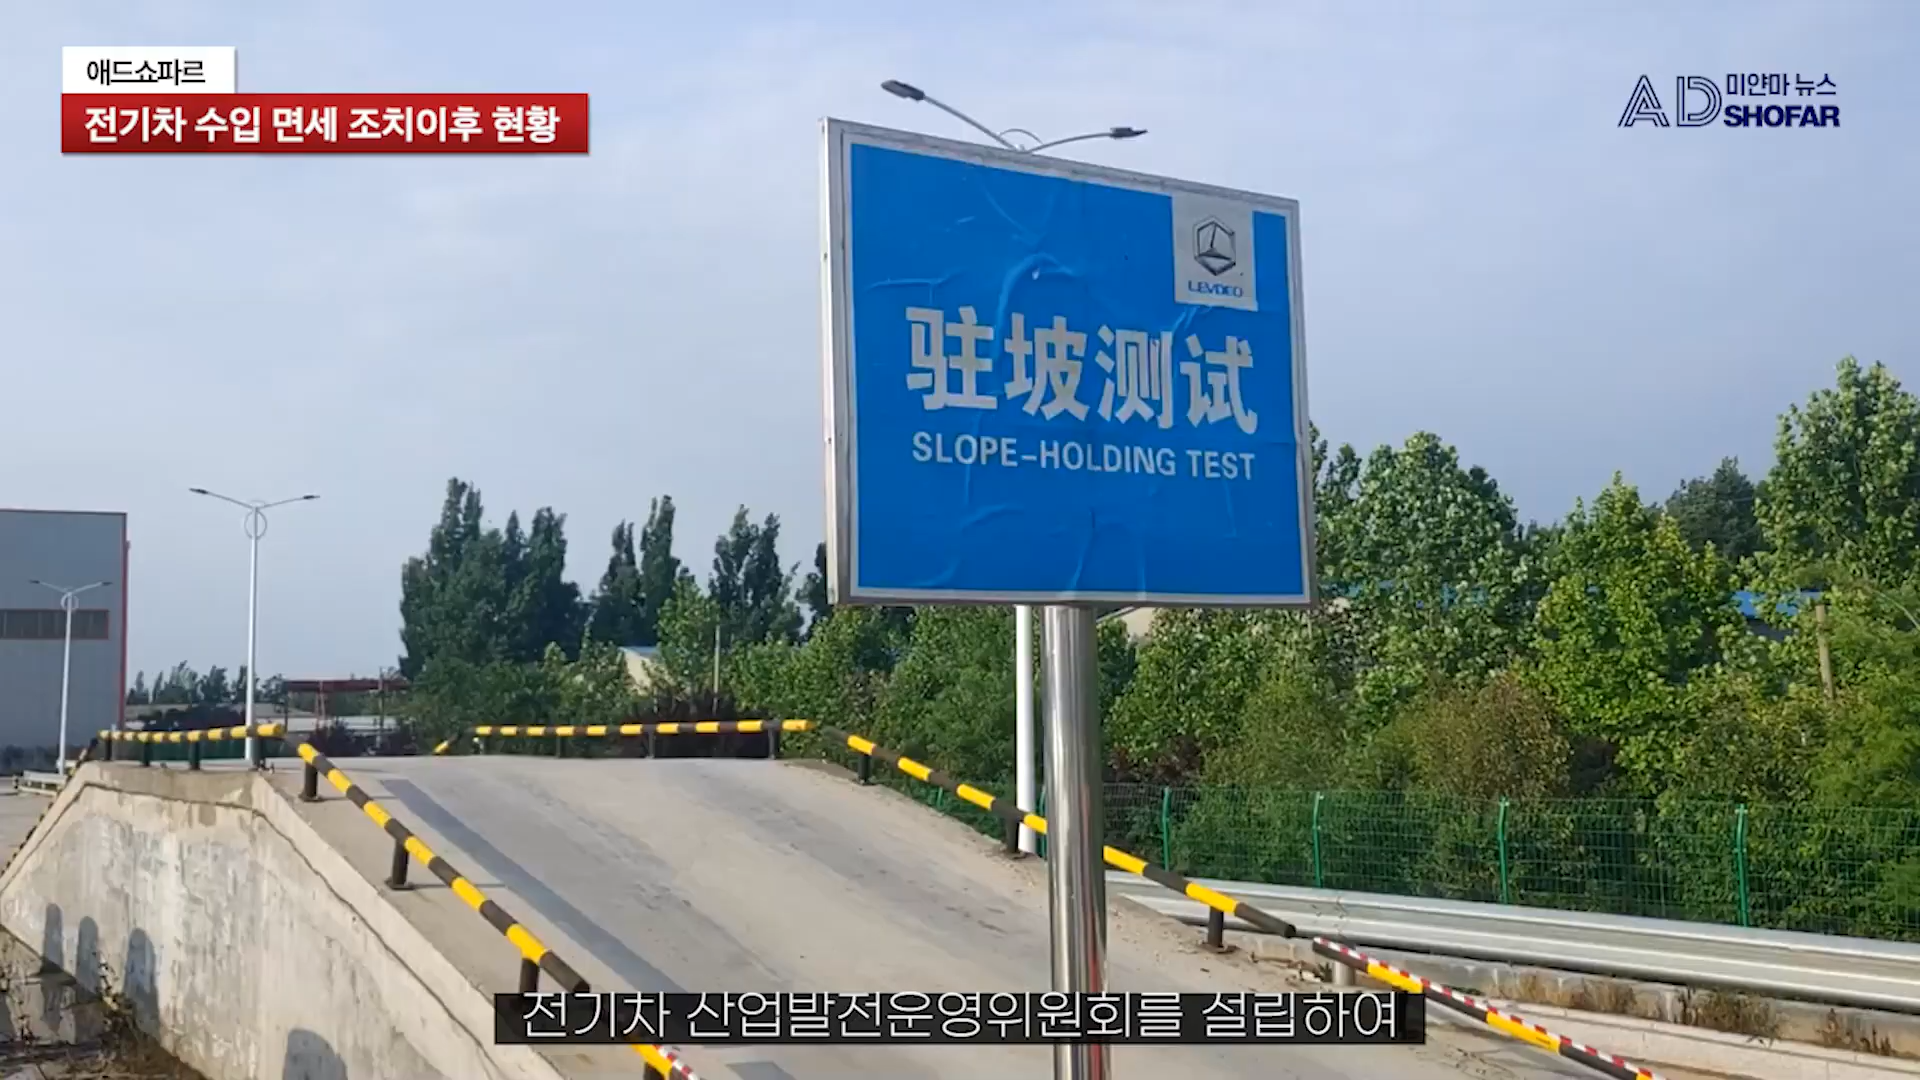 애드쇼파르
전기차 수입 면세 조치이후 현황
AD 미얀마 뉴스
SHOFAR
LEVDEO
驻坡测试
SLOPE-HOLDING TEST
전기차 산업발전운영위원회를 설립하여